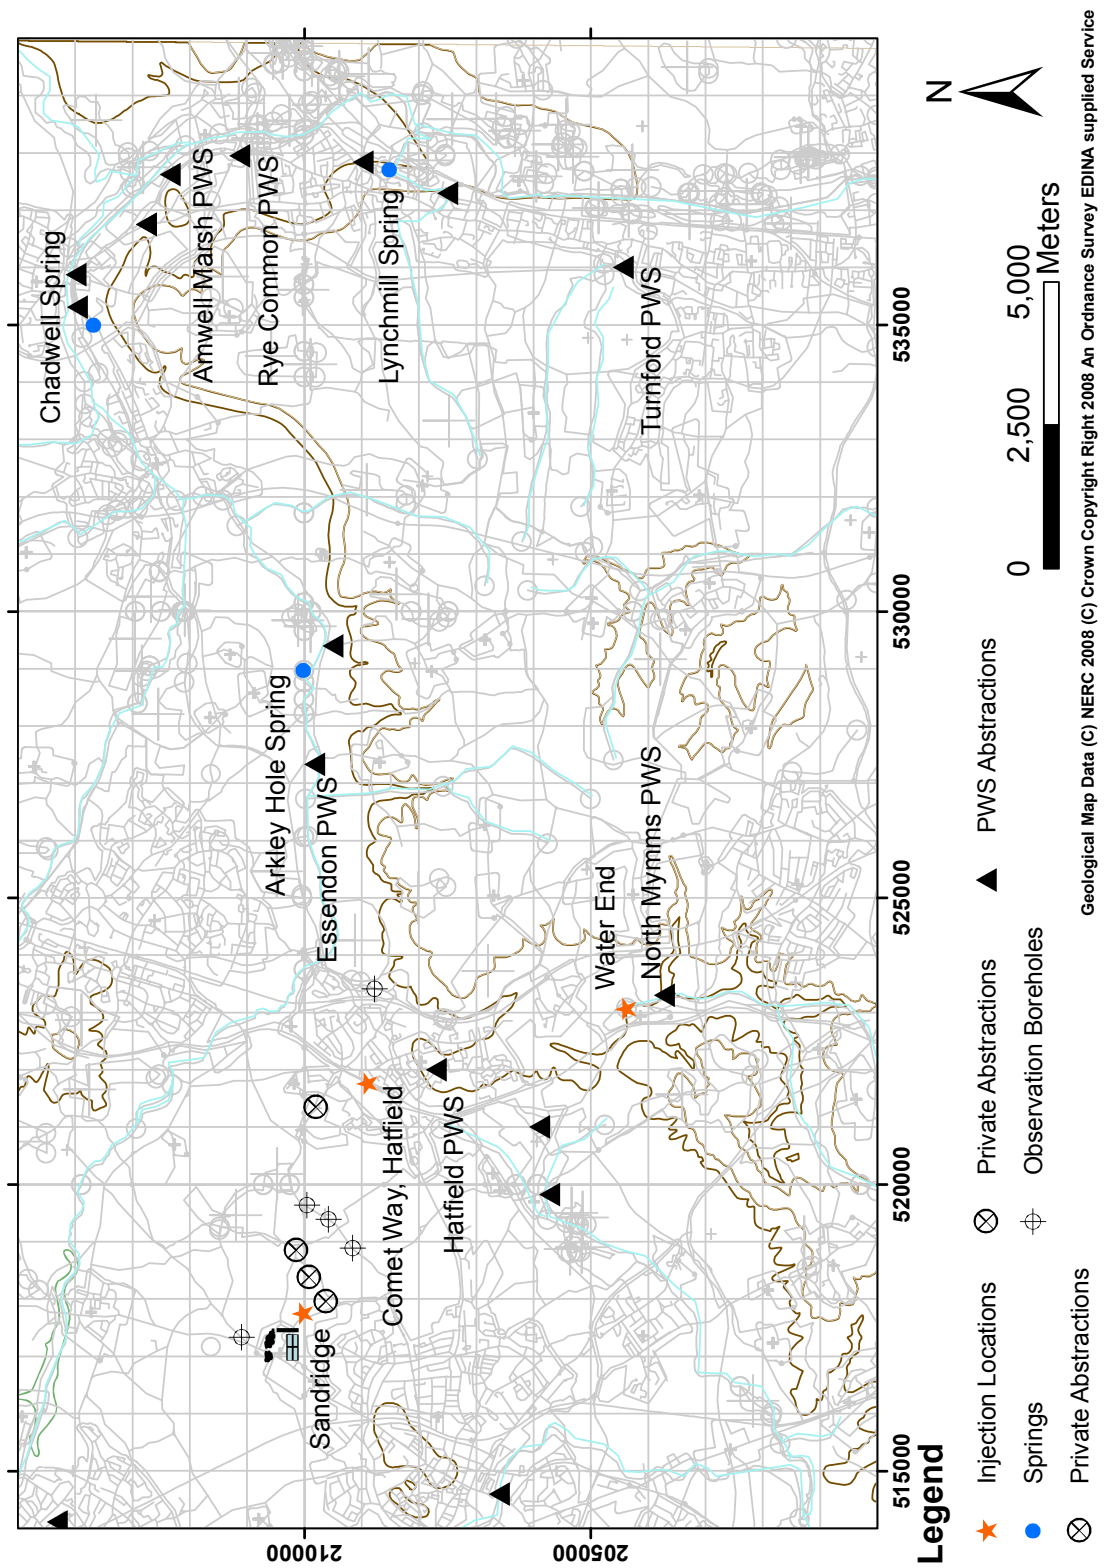 Chadwell Spring
Amwell Marsh PWS
Rye Common PWS
Lynchmill Spring
Turnford PWS
Arkley Hole Spring
Essendon PWS
Water End
North Mymms PWS
Comet Way, Hatfield
Hatfield PWS
Sandridge
210000
205000
515000
520000
525000
530000
535000
Legend
Injection Locations
Springs
Private Abstractions
Private Abstractions
Observation Boreholes
PWS Abstractions
0 2,500 5,000
Meters
N
Geological Map Data (C) NERC 2008 (C) Crown Copyright Right 2008 An Ordnance Survey EDINA supplied Service